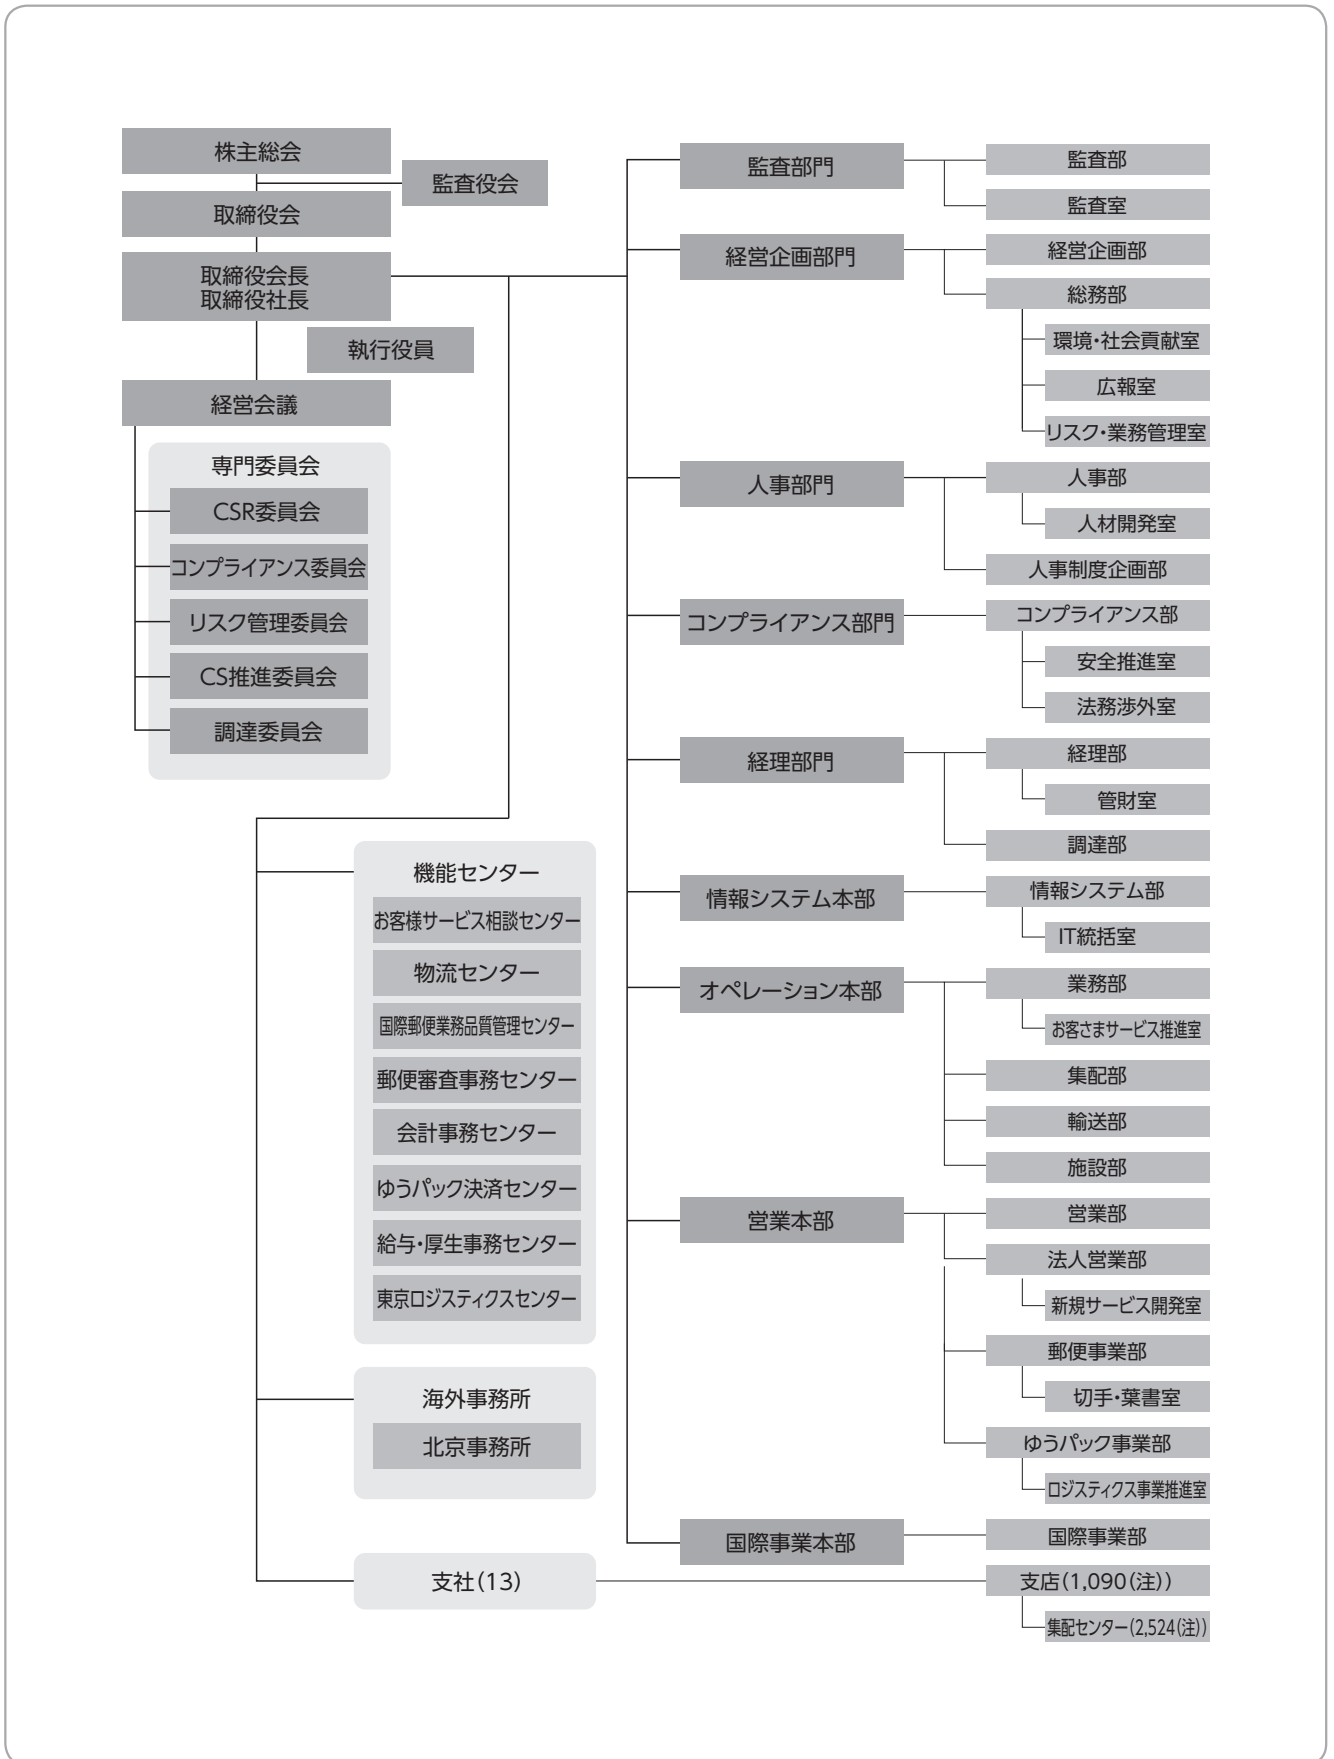 株主総会
監査役会
取締役会
取締役会長
取締役社長
執行役員
経営会議
専門委員会
CSR委員会
コンプライアンス委員会
リスク管理委員会
CS推進委員会
調達委員会
機能センター
お客様サービス相談センター
物流センター
国際郵便業務品質管理センター
郵便審査事務センター
会計事務センター
ゆうパック決済センター
給与・厚生事務センター
東京ロジスティクスセンター
海外事務所
北京事務所
支社(13)
監査部門
監査部
監査室
経営企画部門
経営企画部
総務部
環境・社会貢献室
広報室
リスク・業務管理室
人事部門
人事部
人材開発室
人事制度企画部
コンプライアンス部門
コンプライアンス部
安全推進室
法務渉外室
経理部門
経理部
管財室
調達部
情報システム本部
情報システム部
IT統括室
オペレーション本部
業務部
お客さまサービス推進室
集配部
輸送部
施設部
営業本部
営業部
法人営業部
新規サービス開発室
郵便事業部
切手・葉書室
ゆうパック事業部
ロジスティクス事業推進室
国際事業本部
国際事業部
支店(1,090(注))
集配センター(2,524(注))